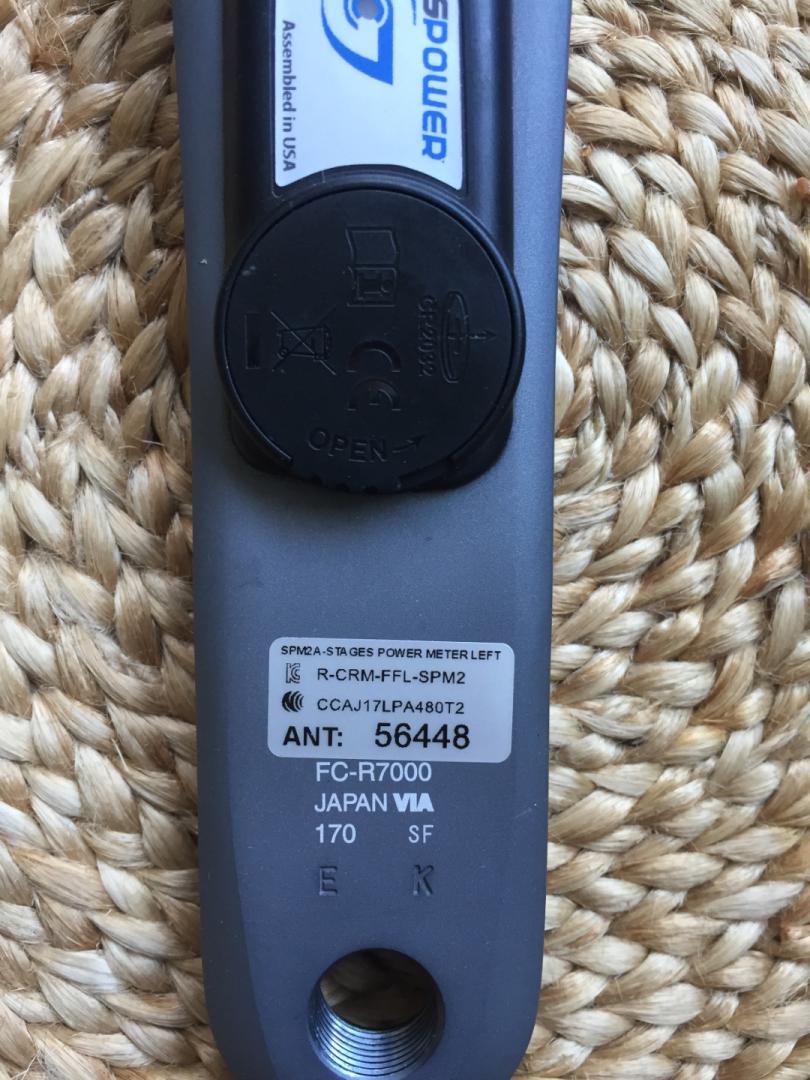 SPOWER
Assembled in USA
CR2032
CE
OPEN
SPM2A-STAGES POWER METER LEFT
R-CRM-FFL-SPM2
CCAJ17LPA480T2
ANT: 56448
FC-R7000
JAPAN VIA
170 SF
E K